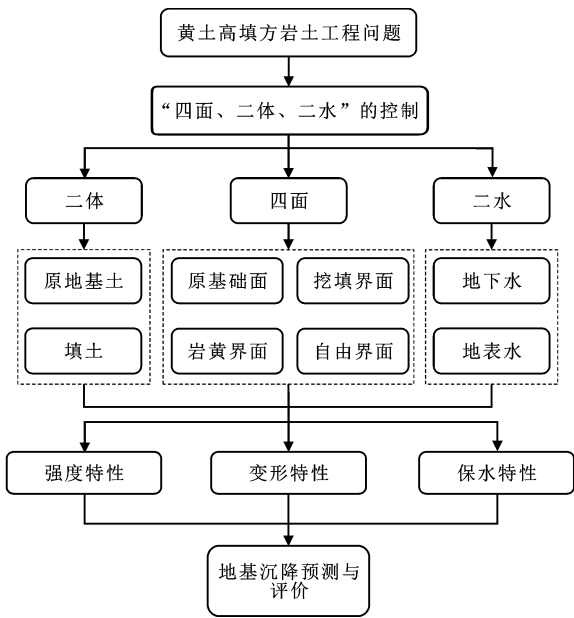 黄土高填方岩土工程问题
“四面、二体、二水”的控制
二体
四面
二水
原地基土
原基础面
挖填界面
地下水
填土
岩黄界面
自由界面
地表水
强度特性
变形特性
保水特性
地基沉降预测与
评价